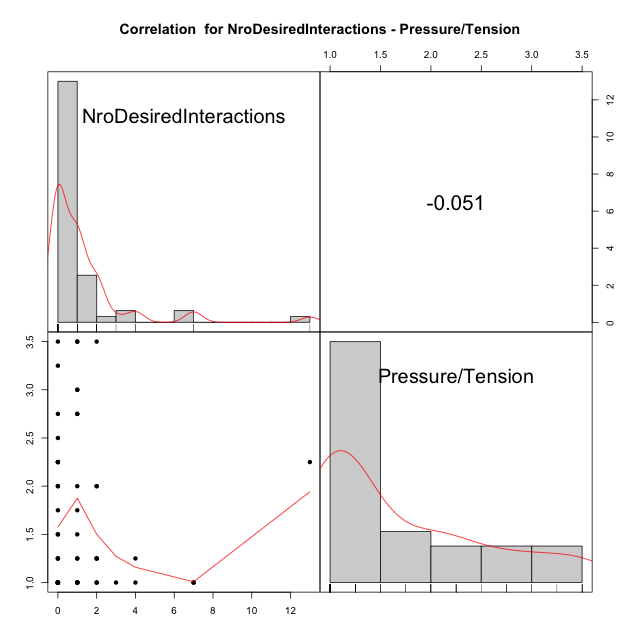 Correlation for NroDesiredInteractions - Pressure/Tension
1.0 1.5 2.0 2.5 3.0 3.5
NroDesiredInteractions
-0.051
12
10
8
6
4
2
0
3.5
3.0
2.5
2.0
1.5
1.0
Pressure/Tension
0 2 4 6 8 10 12